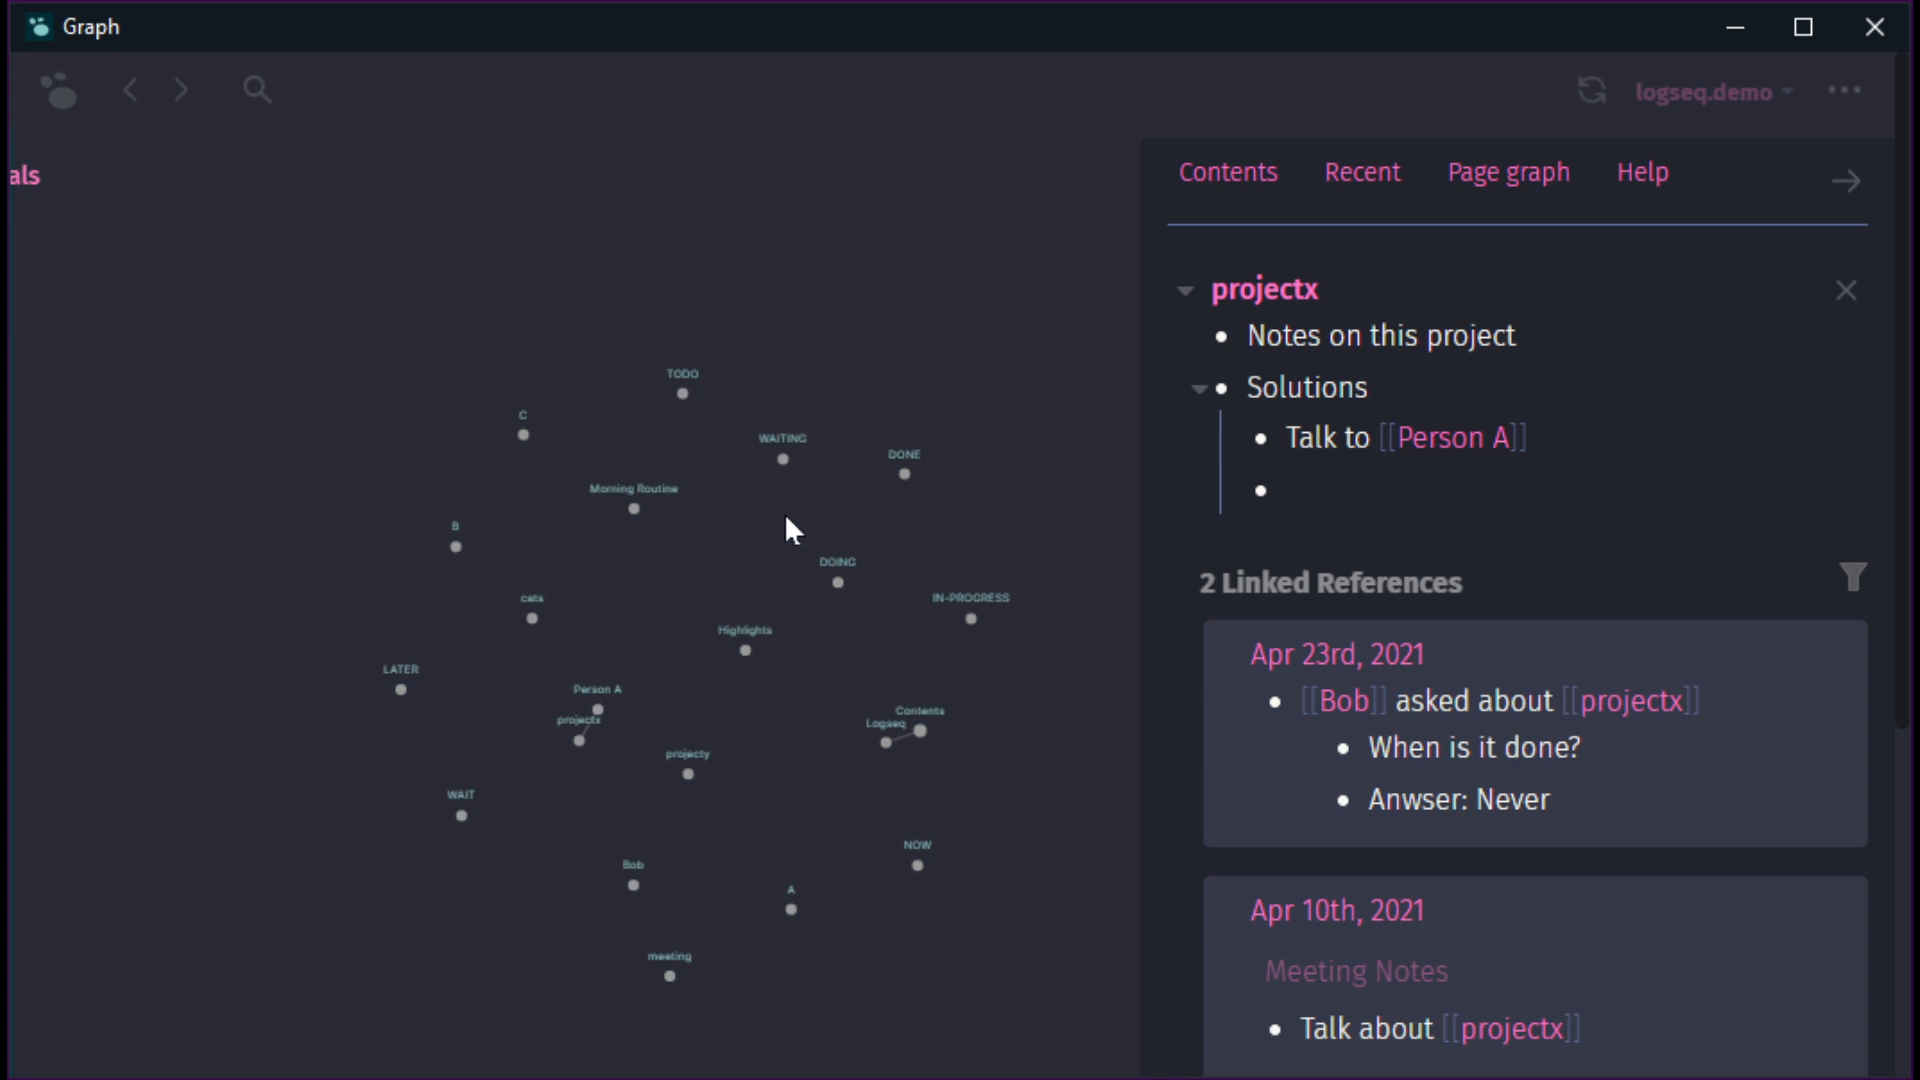 Graph
logseq.demo
als
Contents Recent Page graph Help
projectx
Notes on this project
Solutions
Talk to [[Person A]]
2 Linked References
Apr 23rd, 2021
[[Bob]] asked about [[projectx]]
When is it done?
Anwser: Never
Apr 10th, 2021
Meeting Notes
Talk about [[projectx]]
TODO
C
WAITING
DONE
Morning Routine
B
DOING
cats
IN-PROGRESS
Highlights
LATER
Person A
projectx
Contents
Logseq
projecty
WAIT
NOW
Bob
A
meeting